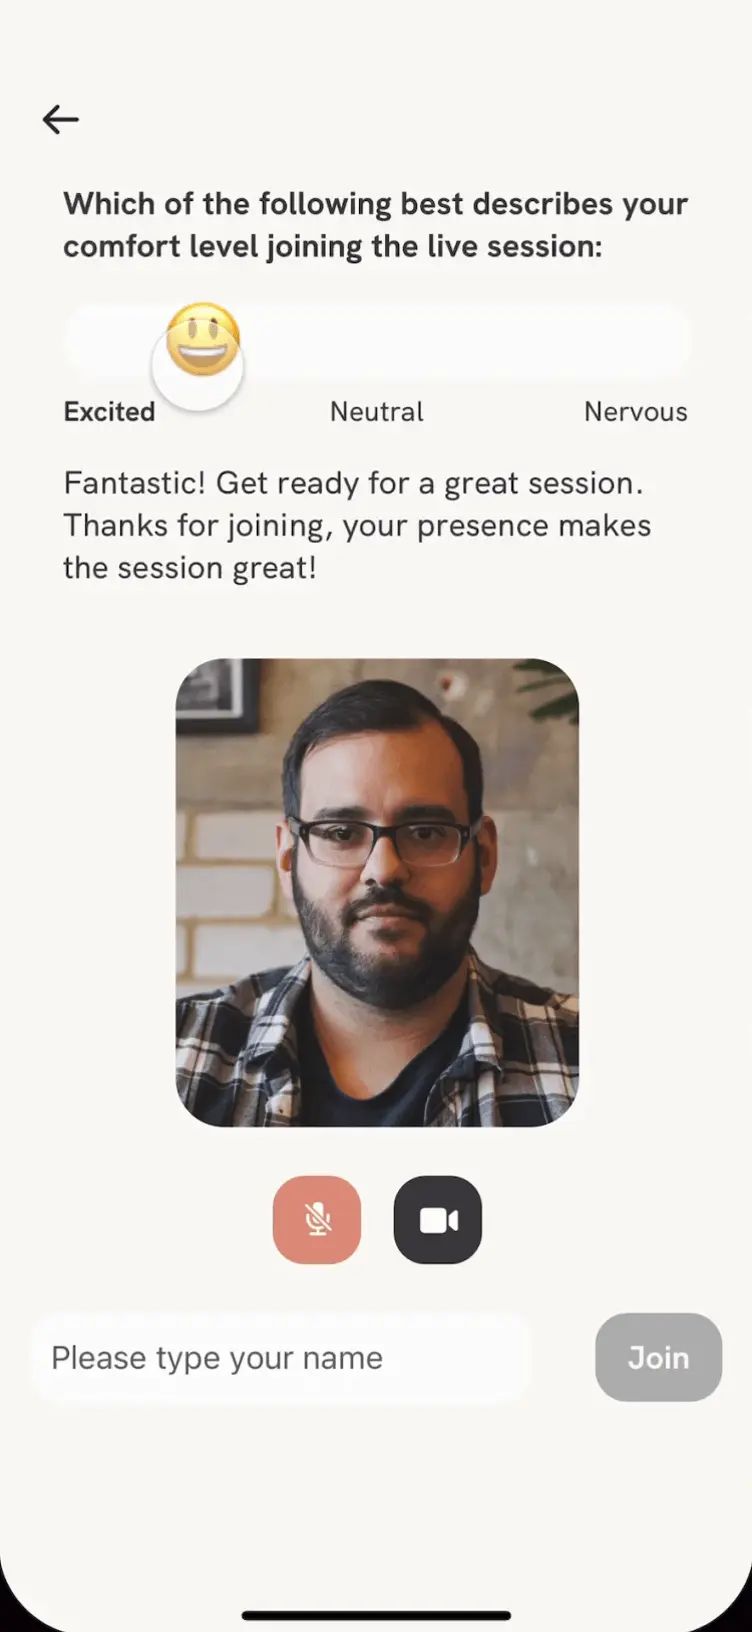 Which of the following best describes your
comfort level joining the live session:
Excited
Neutral
Nervous
Fantastic! Get ready for a great session.
Thanks for joining, your presence makes
the session great!
Please type your name
Join